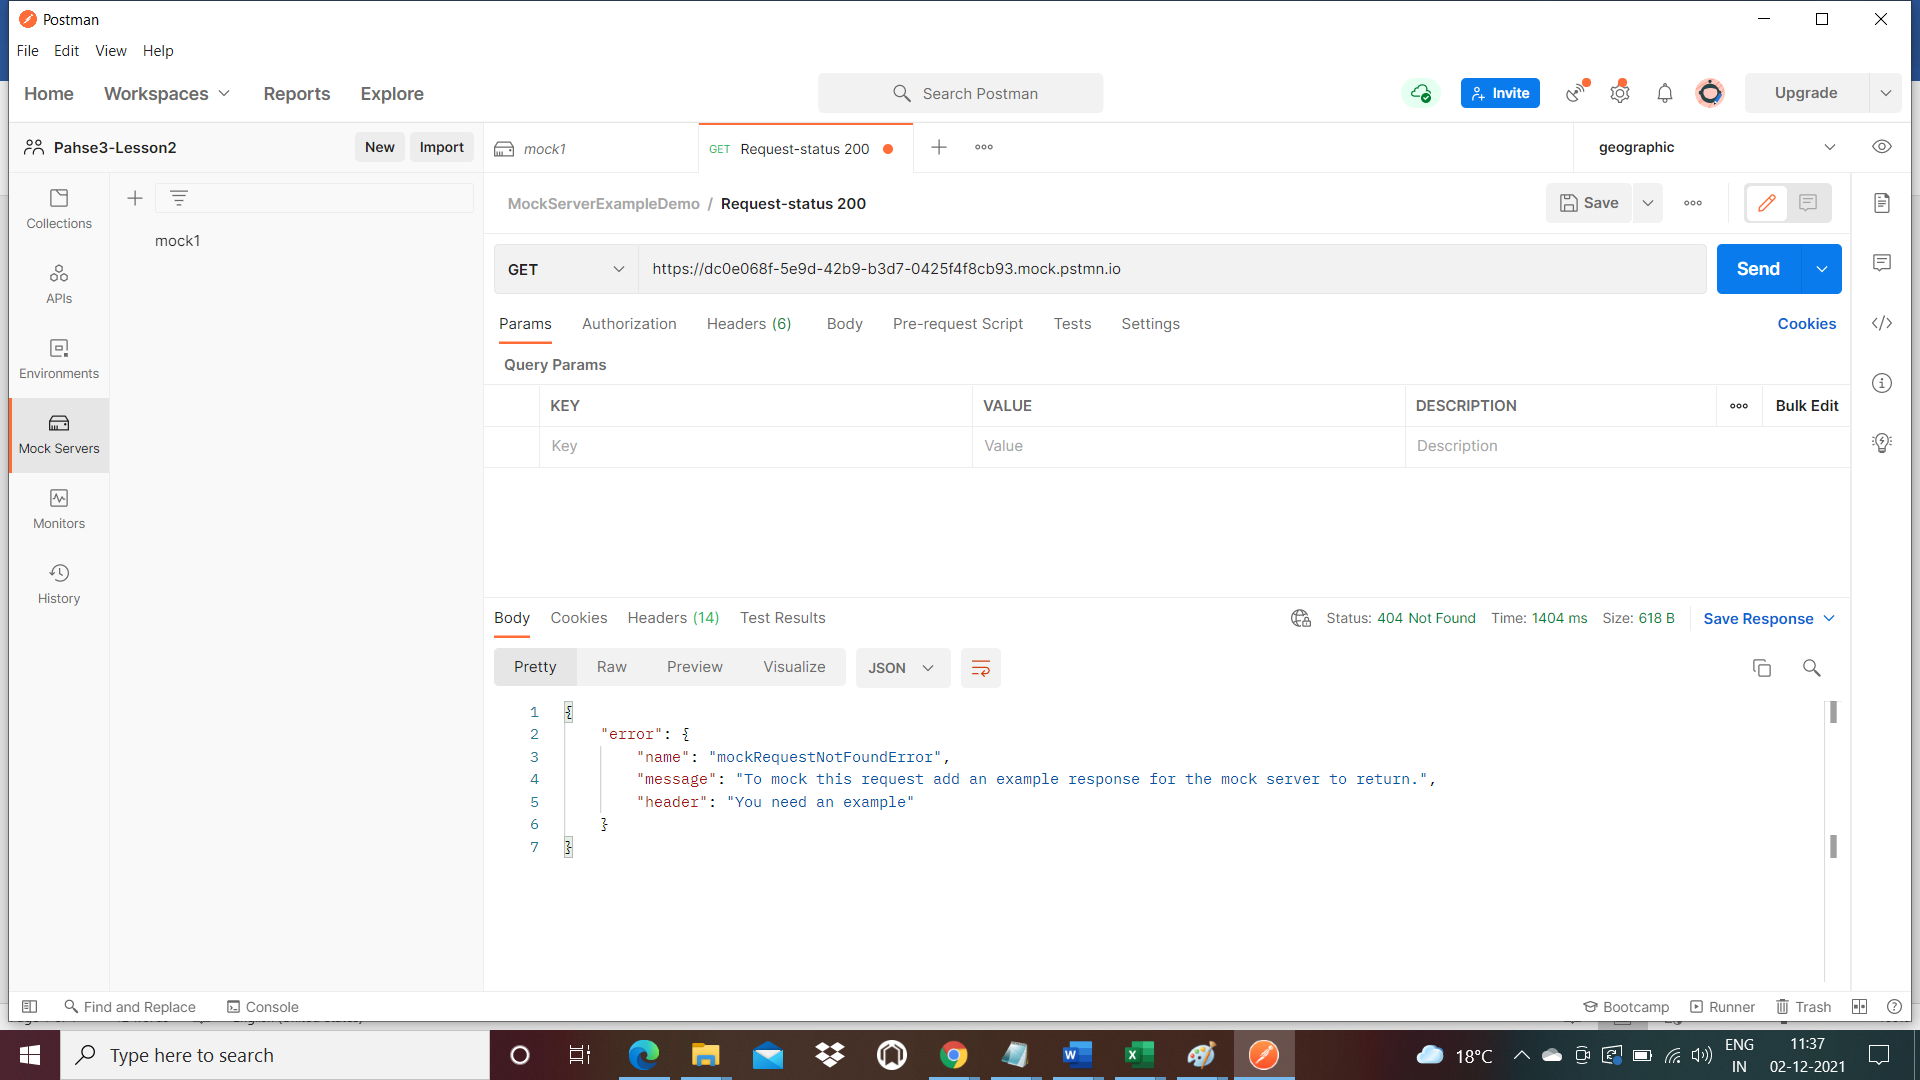 Postman
File Edit View Help
Home Workspaces Reports Explore Search Postman Invite Upgrade
Pahse3-Lesson2 New Import mock1 GET Request-status 200 geographic
MockServerExampleDemo / Request-status 200 Save
Collections
mock1
GET https://dc0e068f-5e9d-42b9-b3d7-0425f4f8cb93.mock.pstmn.io Send
APIs
Params Authorization Headers (6) Body Pre-request Script Tests Settings Cookies
Query Params
Environments
KEY VALUE DESCRIPTION Bulk Edit
Key Value Description
Mock Servers
Monitors
History
Body Cookies Headers (14) Test Results Status: 404 Not Found Time: 1404 ms Size: 618 B Save Response
Pretty Raw Preview Visualize JSON
1 {
2 "error": {
3 "name": "mockRequestNotFoundError",
4 "message": "To mock this request add an example response for the mock server to return.",
5 "header": "You need an example"
6 }
7 }
Find and Replace Console Bootcamp Runner Trash
Type here to search 18°C ENG IN 11:37 02-12-2021